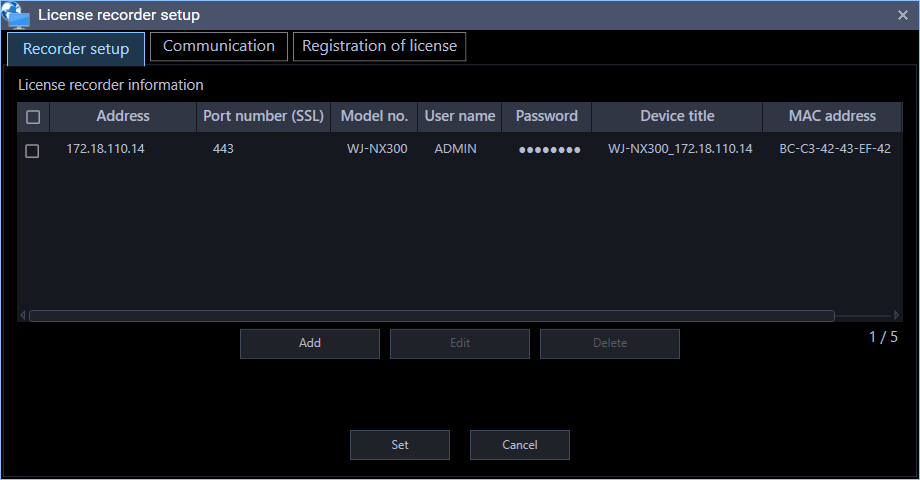 License recorder setup
Recorder setup Communication Registration of license
License recorder information
Address Port number (SSL) Model no. User name Password Device title MAC address
172.18.110.14 443 WJ-NX300 ADMIN ●●●●●●●● WJ-NX300_172.18.110.14 BC-C3-42-43-EF-42
Add Edit Delete 1 / 5
Set Cancel